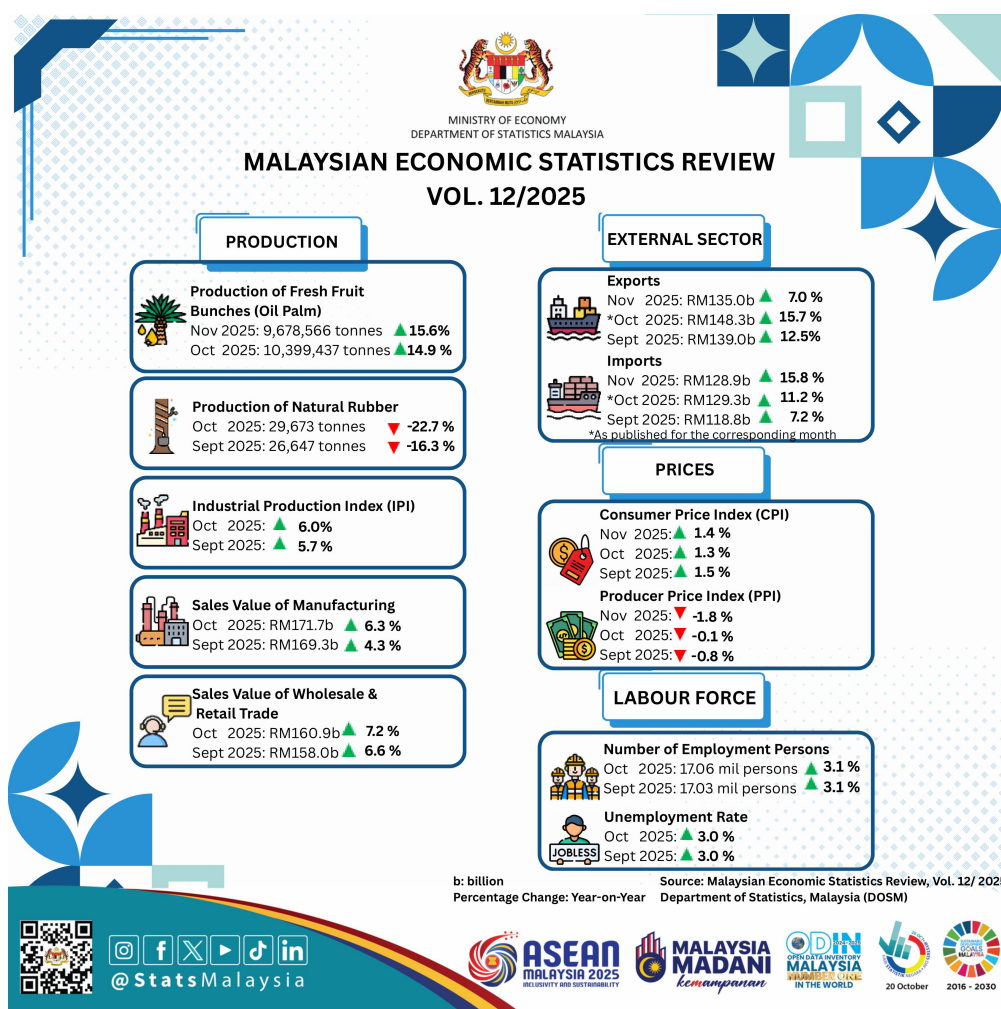 MINISTRY OF ECONOMY
DEPARTMENT OF STATISTICS MALAYSIA
MALAYSIAN ECONOMIC STATISTICS REVIEW
VOL. 12/2025
PRODUCTION
Production of Fresh Fruit
Bunches (Oil Palm)
Nov 2025: 9,678,566 tonnes ▲ 15.6%
Oct 2025: 10,399,437 tonnes ▲ 14.9 %
Production of Natural Rubber
Oct 2025: 29,673 tonnes ▼ -22.7 %
Sept 2025: 26,647 tonnes ▼ -16.3 %
Industrial Production Index (IPI)
Oct 2025: ▲ 6.0%
Sept 2025: ▲ 5.7 %
Sales Value of Manufacturing
Oct 2025: RM171.7b ▲ 6.3 %
Sept 2025: RM169.3b ▲ 4.3 %
Sales Value of Wholesale &
Retail Trade
Oct 2025: RM160.9b ▲ 7.2 %
Sept 2025: RM158.0b ▲ 6.6 %
EXTERNAL SECTOR
Exports
Nov 2025: RM135.0b ▲ 7.0 %
*Oct 2025: RM148.3b ▲ 15.7 %
Sept 2025: RM139.0b ▲ 12.5%
Imports
Nov 2025: RM128.9b ▲ 15.8 %
*Oct 2025: RM129.3b ▲ 11.2 %
Sept 2025: RM118.8b ▲ 7.2 %
*As published for the corresponding month
PRICES
Consumer Price Index (CPI)
Nov 2025: ▲ 1.4 %
Oct 2025: ▲ 1.3 %
Sept 2025: ▲ 1.5 %
Producer Price Index (PPI)
Nov 2025: ▼ -1.8 %
Oct 2025: ▼ -0.1 %
Sept 2025: ▼ -0.8 %
LABOUR FORCE
Number of Employment Persons
Oct 2025: 17.06 mil persons ▲ 3.1 %
Sept 2025: 17.03 mil persons ▲ 3.1 %
JOBLESS
Unemployment Rate
Oct 2025: ▲ 3.0 %
Sept 2025: ▲ 3.0 %
b: billion
Percentage Change: Year-on-Year
Source: Malaysian Economic Statistics Review, Vol. 12/ 2025
Department of Statistics, Malaysia (DOSM)
@StatsMalaysia
ASEAN
MALAYSIA 2025
INCLUSIVITY AND SUSTAINABILITY
MALAYSIA
MADANI
kemampanan
ODIN
OPEN DATA INVENTORY
MALAYSIA
NUMBER ONE
IN THE WORLD
20 October
SUSTAINABLE
DEVELOPMENT
GOALS
MALAYSIA
2016 - 2030